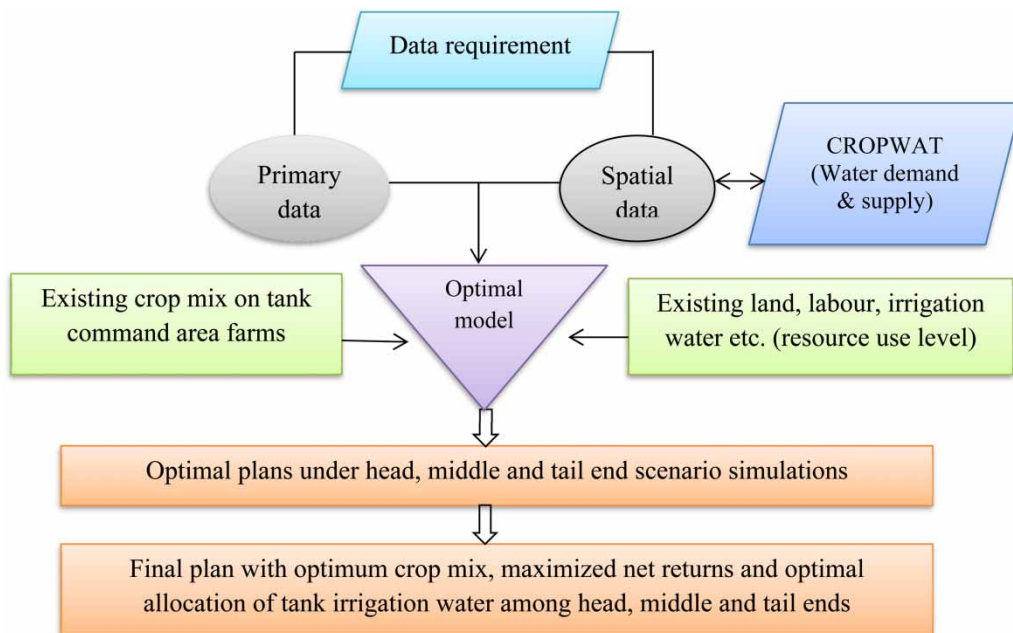 Data requirement
Primary
data
Spatial
data
CROPWAT
(Water demand
& supply)
Existing crop mix on tank
command area farms
Optimal
model
Existing land, labour, irrigation
water etc. (resource use level)
Optimal plans under head, middle and tail end scenario simulations
Final plan with optimum crop mix, maximized net returns and optimal
allocation of tank irrigation water among head, middle and tail ends